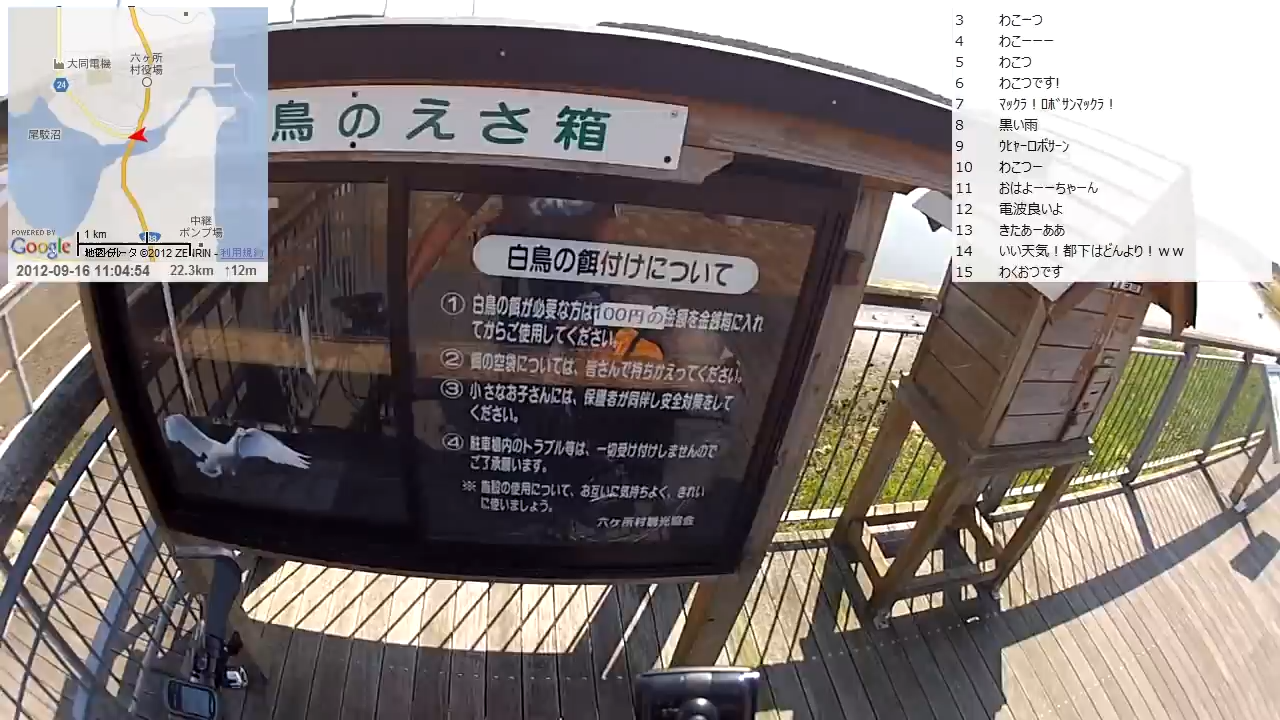 大同電機
六ヶ所
村役場
24
尾駮沼
中継
ポンプ場
POWERED BY
Google
1 km
地図データ ©2012 ZENRIN - 利用規約
2012-09-16 11:04:54 22.3km ↑12m
鳥のえさ箱
白鳥の餌付けについて
① 白鳥の餌が必要な方は100円の金額を金銭箱に入れ
てからご使用してください。
② 餌の空袋については、皆さんで持ちかえってください。
③ 小さなお子さんには、保護者が同伴し安全対策をして
ください。
④ 駐車場内のトラブル等は、一切受け付けしませんので
ご了承願います。
※ 施設の使用について、お互いに気持ちよく、きれい
に使いましょう。
六ヶ所村観光協会
3 わこーつ
4 わこーーー
5 わこつ
6 わこつです!
7 ﾏｯｸﾗ！ﾛﾎﾞｻﾝﾏｯｸﾗ！
8 黒い雨
9 ｳﾋｬｰﾛﾎﾞｻｰﾝ
10 わこつー
11 おはよーーちゃーん
12 電波良いよ
13 きたあーああ
14 いい天気！都下はどんより！ｗｗ
15 わくおつです